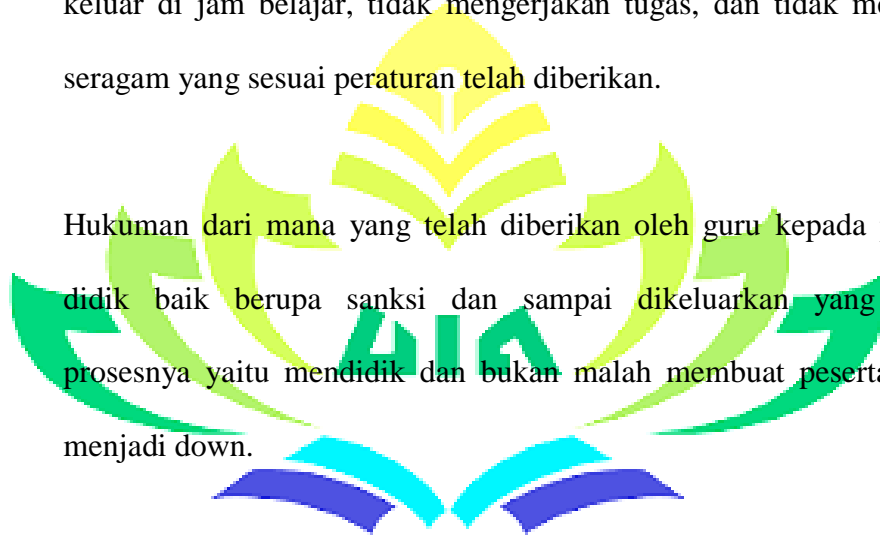 keluar di jam belajar, tidak mengerjakan tugas, dan tidak
seragam yang sesuai peraturan telah diberikan.
Hukuman dari mana yang telah diberikan oleh guru kepada
didik baik berupa sanksi dan sampai dikeluarkan yang
prosesnya yaitu mendidik dan bukan malah membuat peserta
menjadi down.